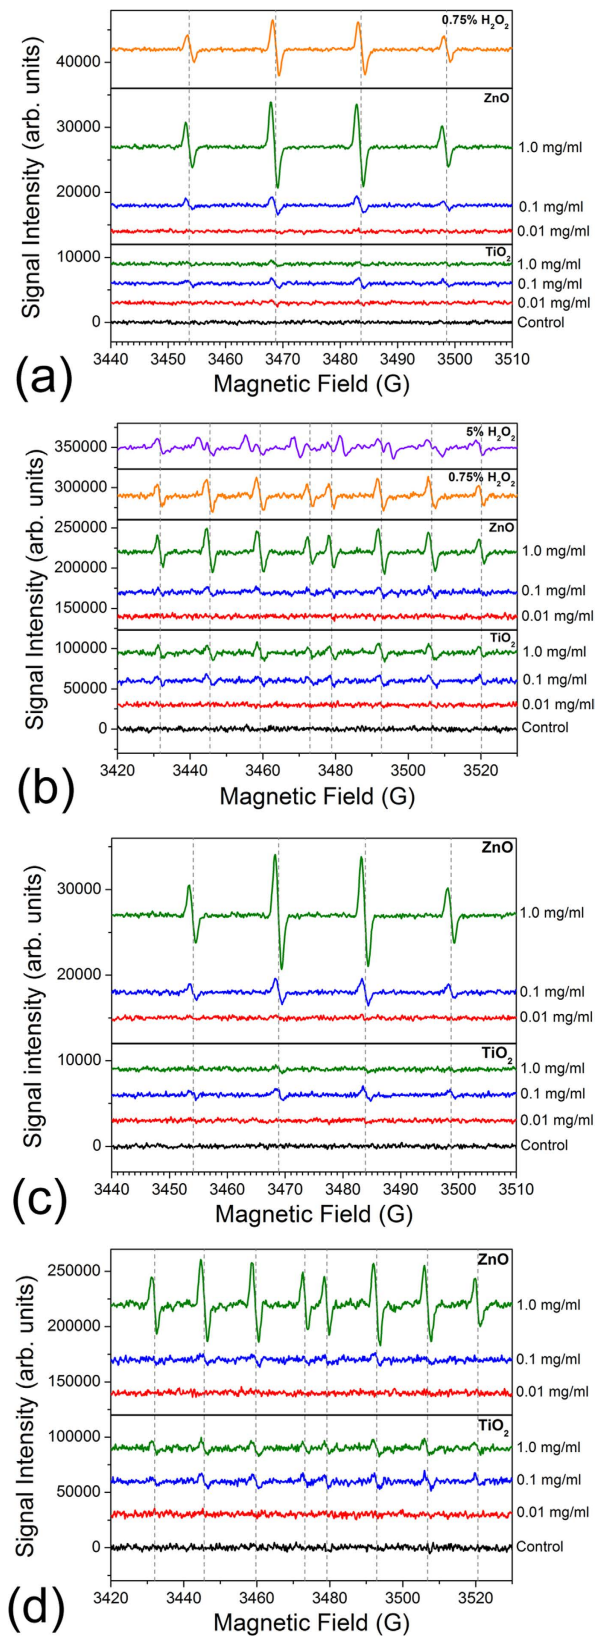 0.75% H₂O₂
40000
ZnO
30000
1.0 mg/ml
20000
0.1 mg/ml
0.01 mg/ml
10000
TiO₂
1.0 mg/ml
0.1 mg/ml
0.01 mg/ml
0
Control
3440 3450 3460 3470 3480 3490 3500 3510
Signal Intensity (arb. units)
Magnetic Field (G)
(a)
5% H₂O₂
350000
0.75% H₂O₂
300000
ZnO
250000
1.0 mg/ml
200000
0.1 mg/ml
150000
0.01 mg/ml
TiO₂
100000
1.0 mg/ml
50000
0.1 mg/ml
0.01 mg/ml
0
Control
3420 3440 3460 3480 3500 3520
Signal Intensity (arb. units)
Magnetic Field (G)
(b)
ZnO
30000
1.0 mg/ml
20000
0.1 mg/ml
0.01 mg/ml
10000
TiO₂
1.0 mg/ml
0.1 mg/ml
0.01 mg/ml
0
Control
3440 3450 3460 3470 3480 3490 3500 3510
Signal intensity (arb. units)
Magnetic Field (G)
(c)
ZnO
250000
1.0 mg/ml
200000
0.1 mg/ml
150000
0.01 mg/ml
TiO₂
100000
1.0 mg/ml
50000
0.1 mg/ml
0.01 mg/ml
0
Control
3420 3440 3460 3480 3500 3520
Signal Intensity (arb. units)
Magnetic Field (G)
(d)